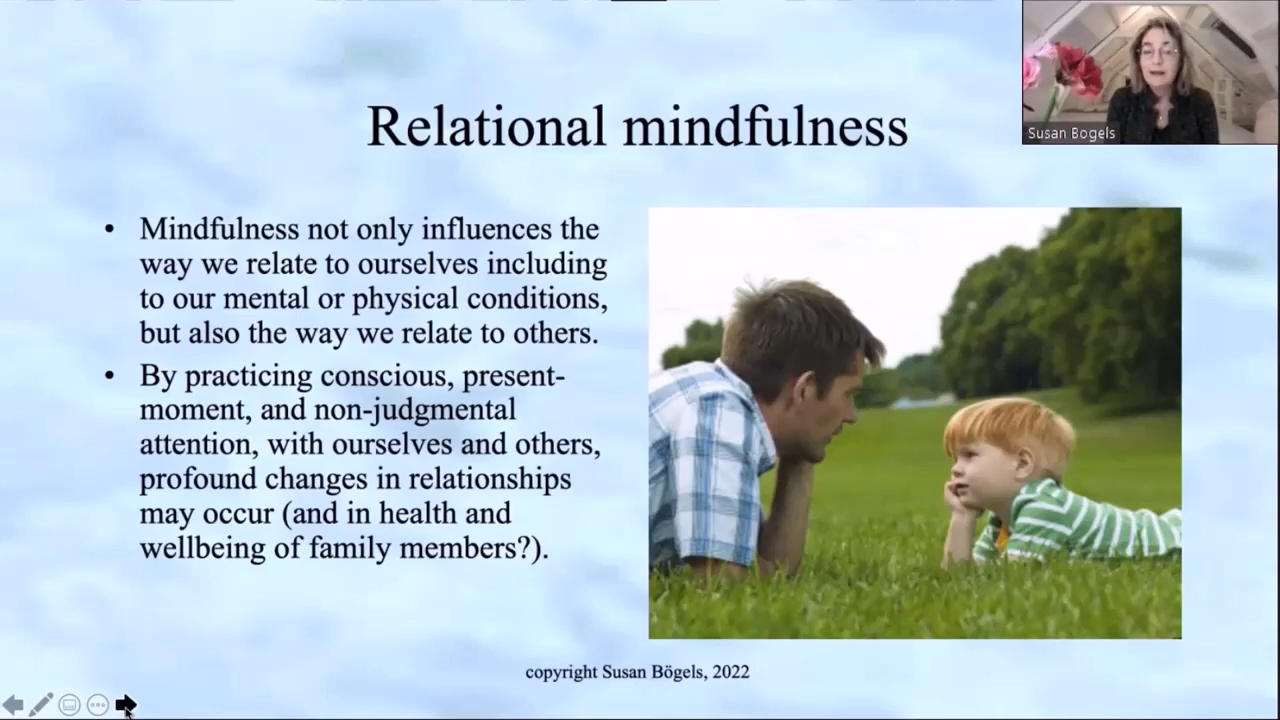 Relational mindfulness
Susan Bogels
• Mindfulness not only influences the
way we relate to ourselves including
to our mental or physical conditions,
but also the way we relate to others.
• By practicing conscious, present-
moment, and non-judgmental
attention, with ourselves and others,
profound changes in relationships
may occur (and in health and
wellbeing of family members?).
copyright Susan Bögels, 2022